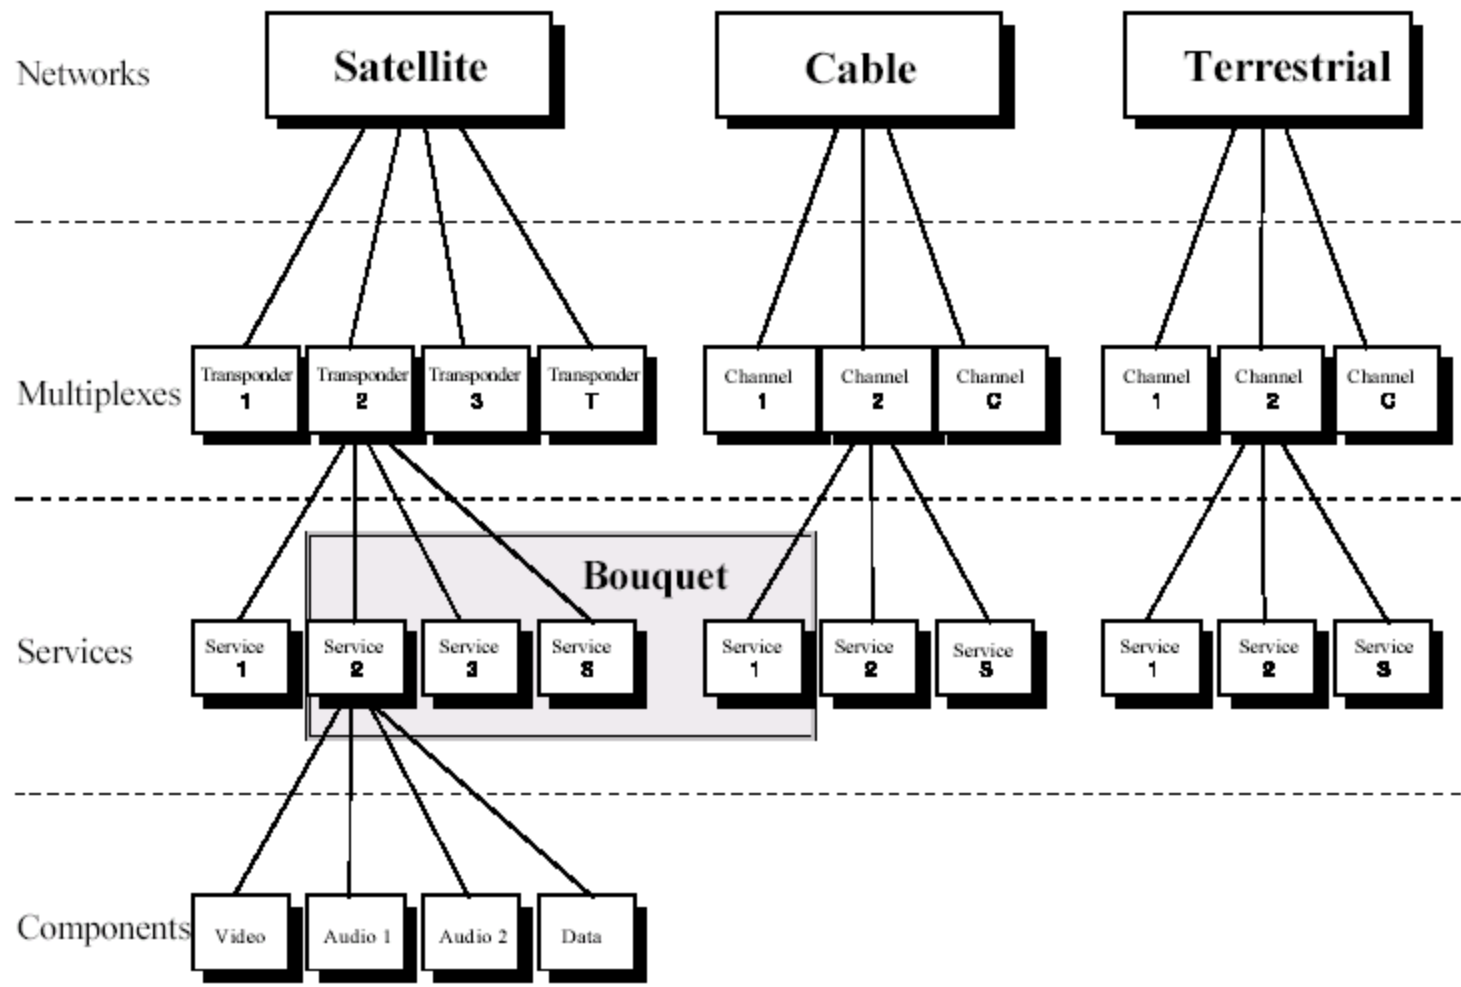 Networks
Satellite
Cable
Terrestrial
Multiplexes
Transponder
1
Transponder
2
Transponder
3
Transponder
T
Channel
1
Channel
2
Channel
C
Channel
1
Channel
2
Channel
C
Bouquet
Services
Service
1
Service
2
Service
3
Service
S
Service
1
Service
2
Service
S
Service
1
Service
2
Service
S
Components
Video
Audio 1
Audio 2
Data